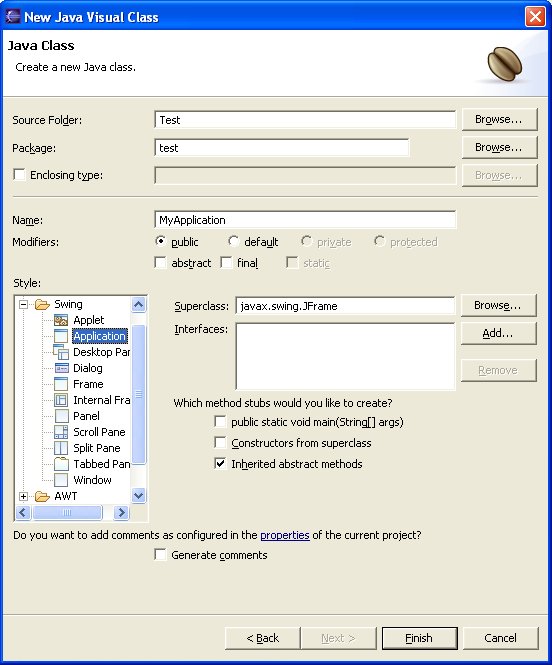 New Java Visual Class
Java Class
Create a new Java class.
Source Folder: Test Browse...
Package: test Browse...
Enclosing type: Browse...
Name: MyApplication
Modifiers: public default private protected
abstract final static
Style:
Swing
Applet
Application
Desktop Par
Dialog
Frame
Internal Fra
Panel
Scroll Pane
Split Pane
Tabbed Pan
Window
AWT
Superclass: javax.swing.JFrame Browse...
Interfaces: Add...
Remove
Which method stubs would you like to create?
public static void main(String[] args)
Constructors from superclass
Inherited abstract methods
Do you want to add comments as configured in the properties of the current project?
Generate comments
< Back Next > Finish Cancel